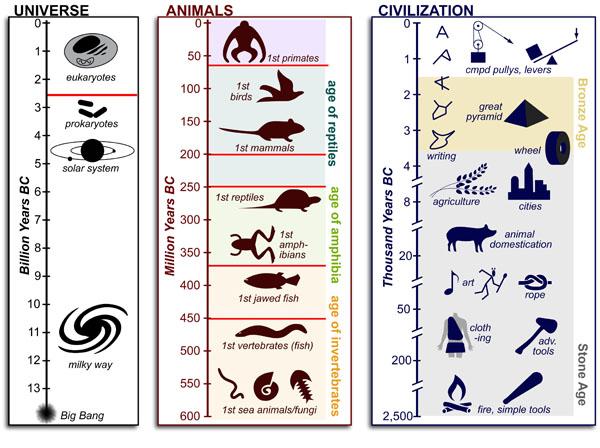 UNIVERSE
Billion Years BC
0
1
2
3
4
5
6
7
8
9
10
11
12
13
eukaryotes
prokaryotes
solar system
milky way
Big Bang
ANIMALS
Million Years BC
0
50
100
150
200
250
300
350
400
450
500
550
600
1st primates
1st
birds
1st mammals
1st reptiles
1st
amph-
ibians
1st jawed fish
1st vertebrates (fish)
1st sea animals/fungi
age of reptiles
age of amphibia
age of invertebrates
CIVILIZATION
Thousand Years BC
0
1
2
3
4
8
20
50
200
2,500
A
A
cmpd pullys, levers
great
pyramid
wheel
writing
agriculture
cities
animal
domestication
art
rope
cloth
-ing
adv.
tools
fire, simple tools
Bronze Age
Stone Age